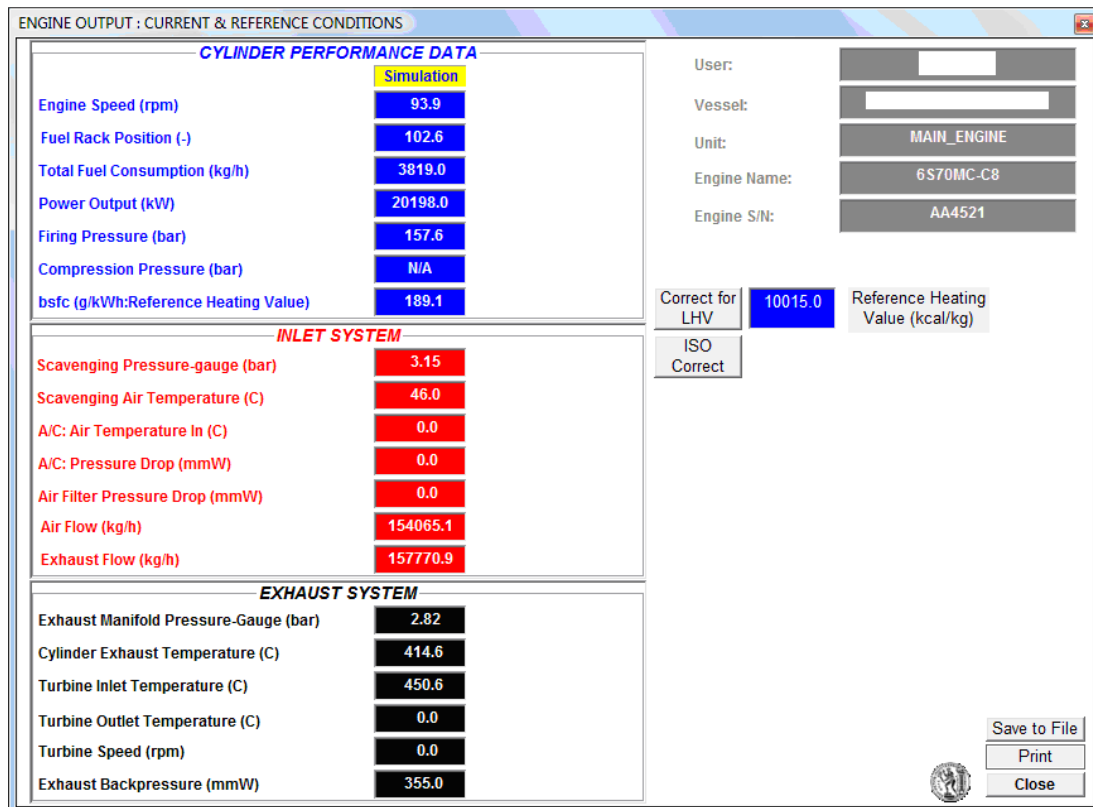 ENGINE OUTPUT : CURRENT & REFERENCE CONDITIONS
CYLINDER PERFORMANCE DATA
Simulation
Engine Speed (rpm) 93.9
Fuel Rack Position (-) 102.6
Total Fuel Consumption (kg/h) 3819.0
Power Output (kW) 20198.0
Firing Pressure (bar) 157.6
Compression Pressure (bar) N/A
bsfc (g/kWh:Reference Heating Value) 189.1
INLET SYSTEM
Scavenging Pressure-gauge (bar) 3.15
Scavenging Air Temperature (C) 46.0
A/C: Air Temperature In (C) 0.0
A/C: Pressure Drop (mmW) 0.0
Air Filter Pressure Drop (mmW) 0.0
Air Flow (kg/h) 154065.1
Exhaust Flow (kg/h) 157770.9
EXHAUST SYSTEM
Exhaust Manifold Pressure-Gauge (bar) 2.82
Cylinder Exhaust Temperature (C) 414.6
Turbine Inlet Temperature (C) 450.6
Turbine Outlet Temperature (C) 0.0
Turbine Speed (rpm) 0.0
Exhaust Backpressure (mmW) 355.0
User:
Vessel:
Unit: MAIN_ENGINE
Engine Name: 6S70MC-C8
Engine S/N: AA4521
Correct for
LHV
10015.0
Reference Heating
Value (kcal/kg)
ISO
Correct
Save to File
Print
Close